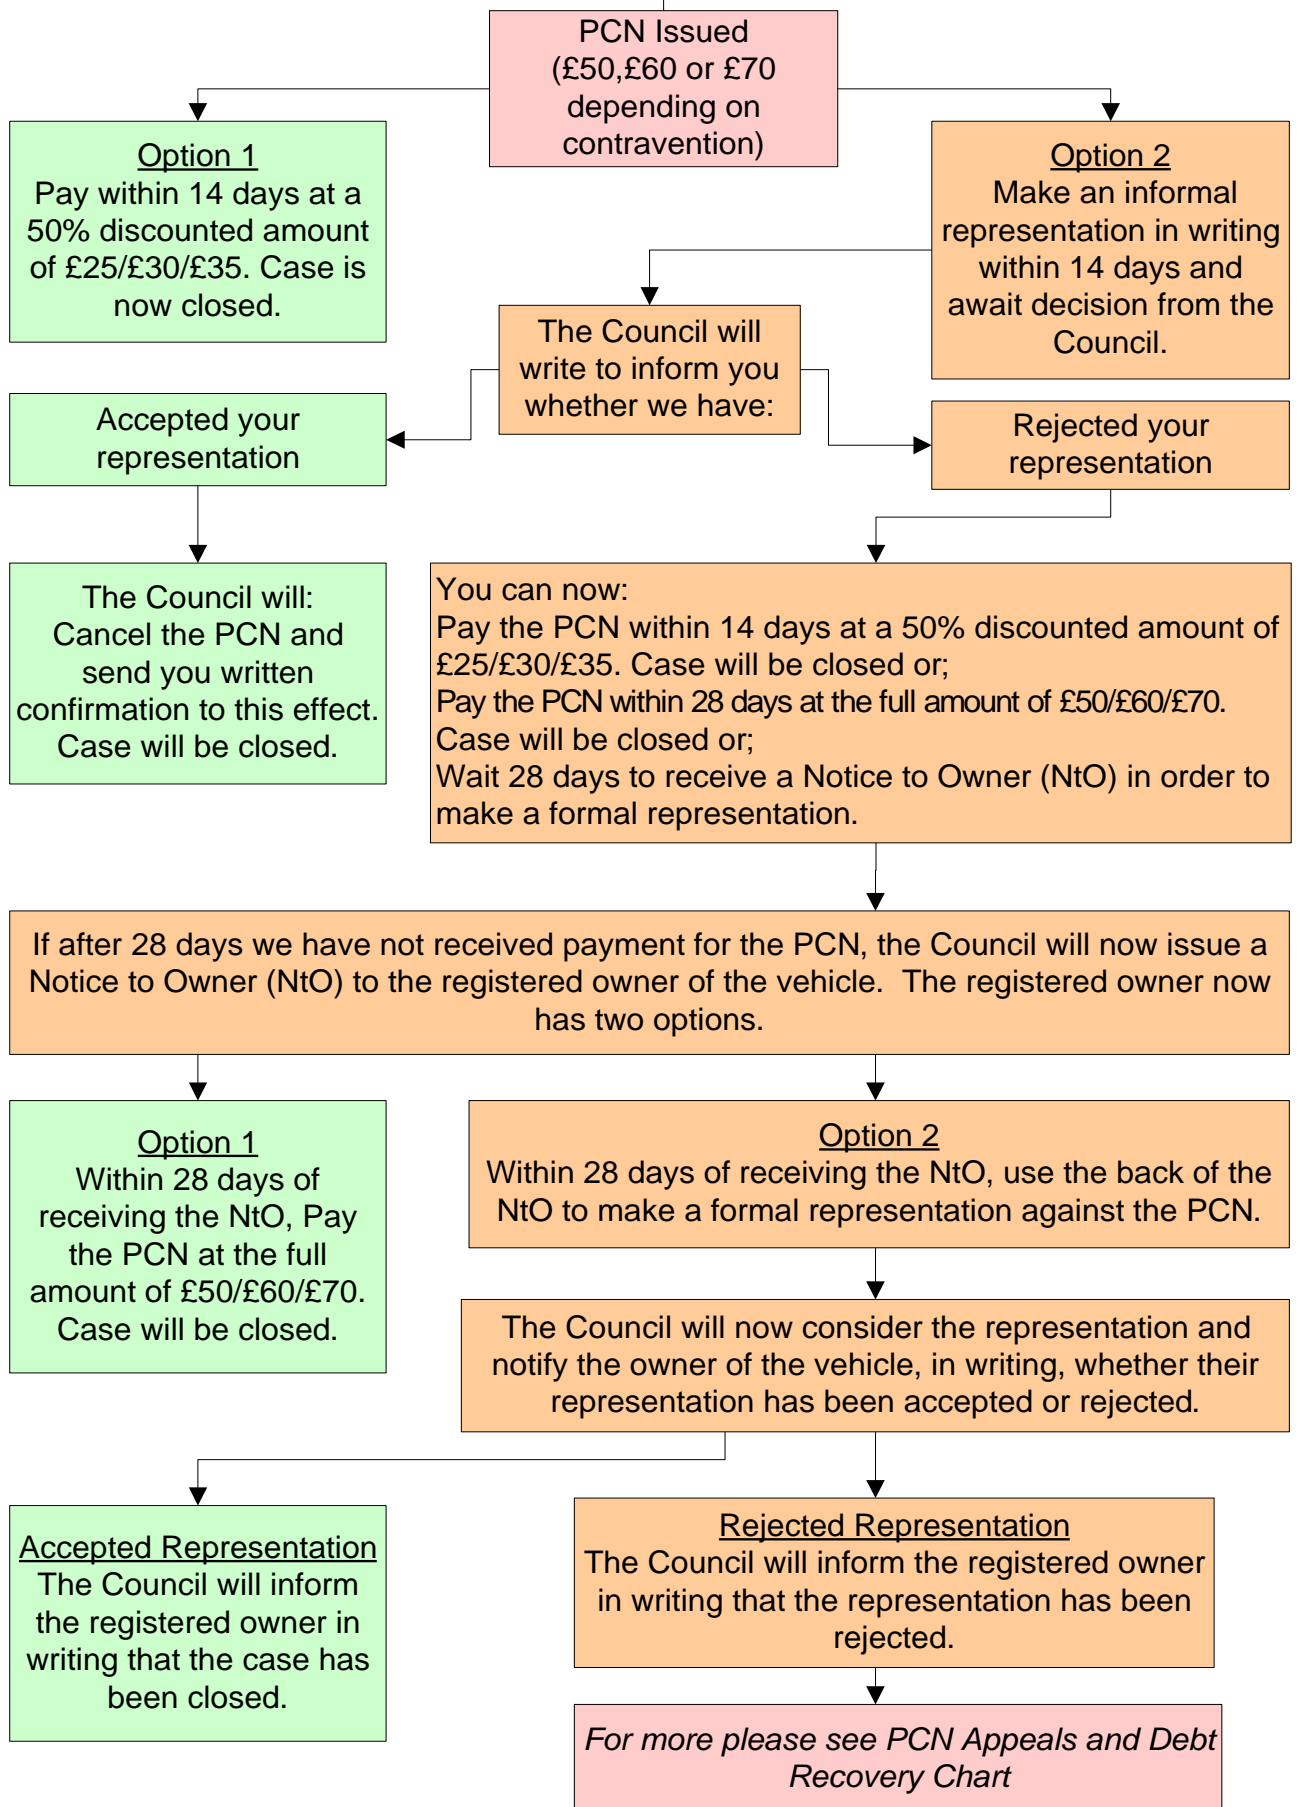 PCN Issued
(£50,£60 or £70
depending on
contravention)
Option 1
Pay within 14 days at a
50% discounted amount
of £25/£30/£35. Case is
now closed.
Option 2
Make an informal
representation in writing
within 14 days and
await decision from the
Council.
The Council will
write to inform you
whether we have:
Accepted your
representation
Rejected your
representation
The Council will:
Cancel the PCN and
send you written
confirmation to this effect.
Case will be closed.
You can now:
Pay the PCN within 14 days at a 50% discounted amount of
£25/£30/£35. Case will be closed or;
Pay the PCN within 28 days at the full amount of £50/£60/£70.
Case will be closed or;
Wait 28 days to receive a Notice to Owner (NtO) in order to
make a formal representation.
If after 28 days we have not received payment for the PCN, the Council will now issue a
Notice to Owner (NtO) to the registered owner of the vehicle.  The registered owner now
has two options.
Option 1
Within 28 days of
receiving the NtO, Pay
the PCN at the full
amount of £50/£60/£70.
Case will be closed.
Option 2
Within 28 days of receiving the NtO, use the back of the
NtO to make a formal representation against the PCN.
The Council will now consider the representation and
notify the owner of the vehicle, in writing, whether their
representation has been accepted or rejected.
Accepted Representation
The Council will inform
the registered owner in
writing that the case has
been closed.
Rejected Representation
The Council will inform the registered owner
in writing that the representation has been
rejected.
For more please see PCN Appeals and Debt
Recovery Chart